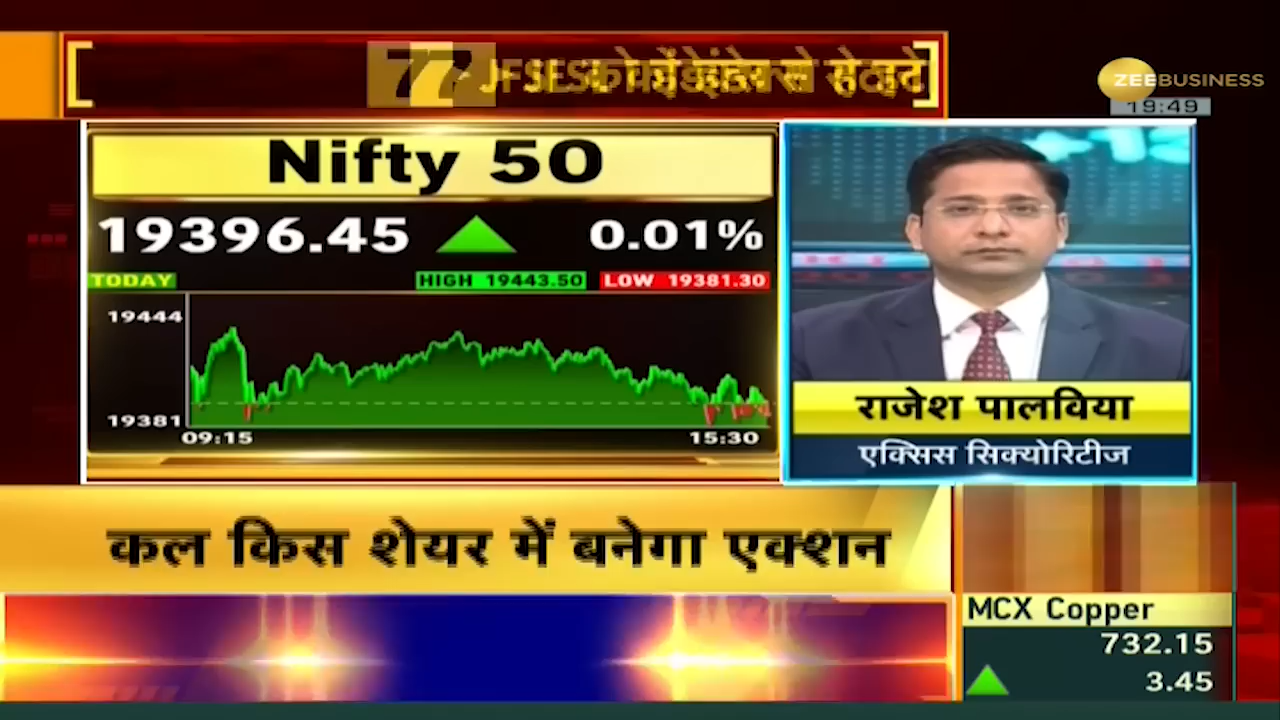 ZEEBUSINESS
19:49
Nifty 50
19396.45 0.01%
TODAY HIGH 19443.50 LOW 19381.30
19444
19381
09:15 15:30
राजेश पालविया
एक्सिस सिक्योरिटीज
कल किस शेयर में बनेगा एक्शन
MCX Copper
732.15
3.45